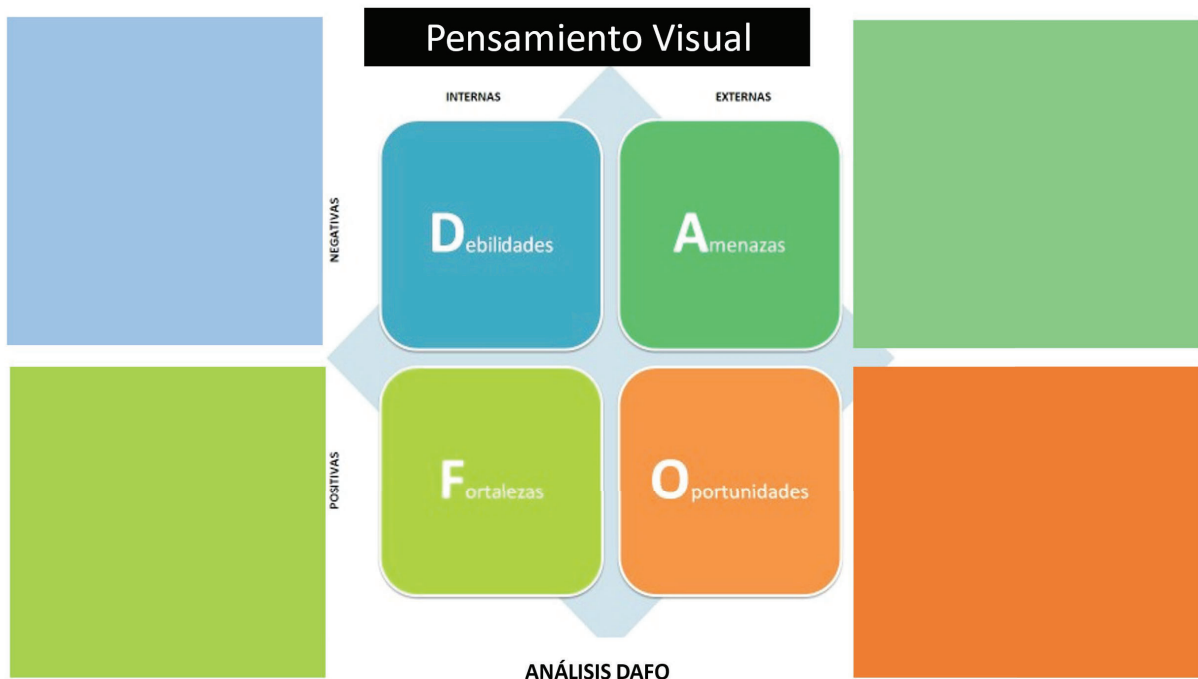 Pensamiento Visual
INTERNAS
EXTERNAS
NEGATIVAS
Debilidades
Amenazas
POSITIVAS
Fortalezas
Oportunidades
ANÁLISIS DAFO